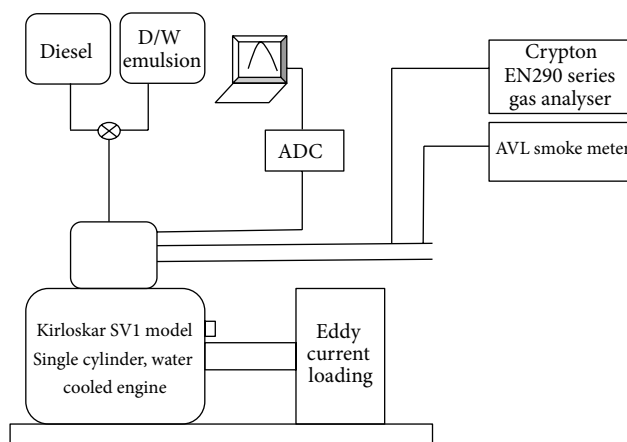 Diesel
D/W
emulsion
Crypton
EN290 series
gas analyser
ADC
AVL smoke meter
Kirloskar SV1 model
Single cylinder, water
cooled engine
Eddy
current
loading